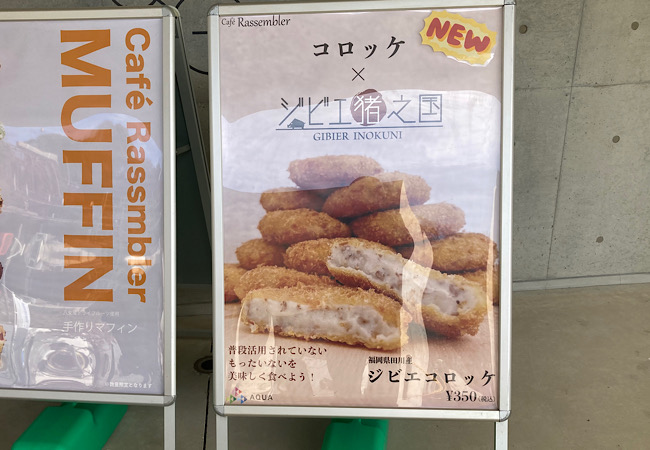 Café Rassembler
MUFFIN
手作りマフィン
Café Rassembler
NEW
コロッケ
×
ジビエ猪之国
GIBIER INOKUNI
普段活用されていない
もったいないを
美味しく食べよう！
AQUA
福岡県田川産
ジビエコロッケ
¥350(税込)